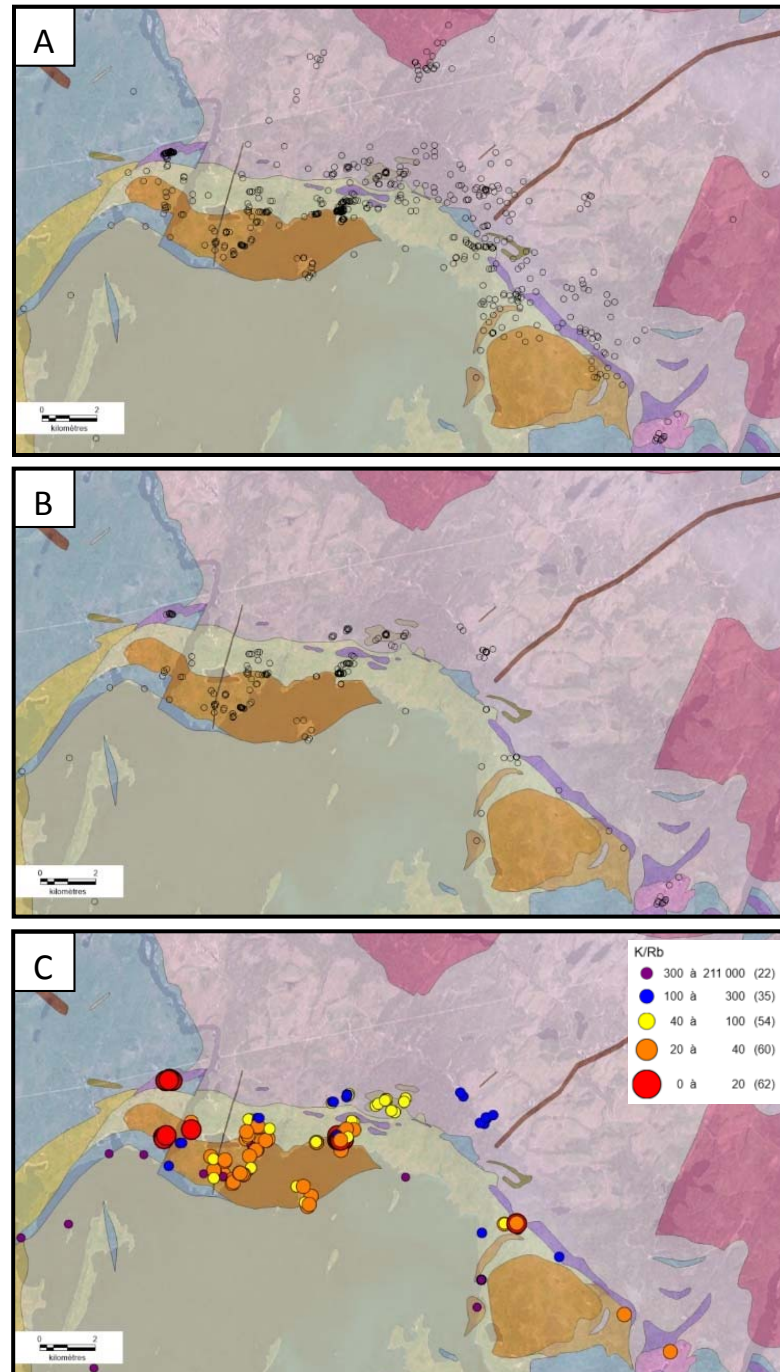 A
0 2
kilomètres
B
0 2
kilomètres
C
K/Rb
300 à 211 000 (22)
100 à 300 (35)
40 à 100 (54)
20 à 40 (60)
0 à 20 (62)
0 2
kilomètres